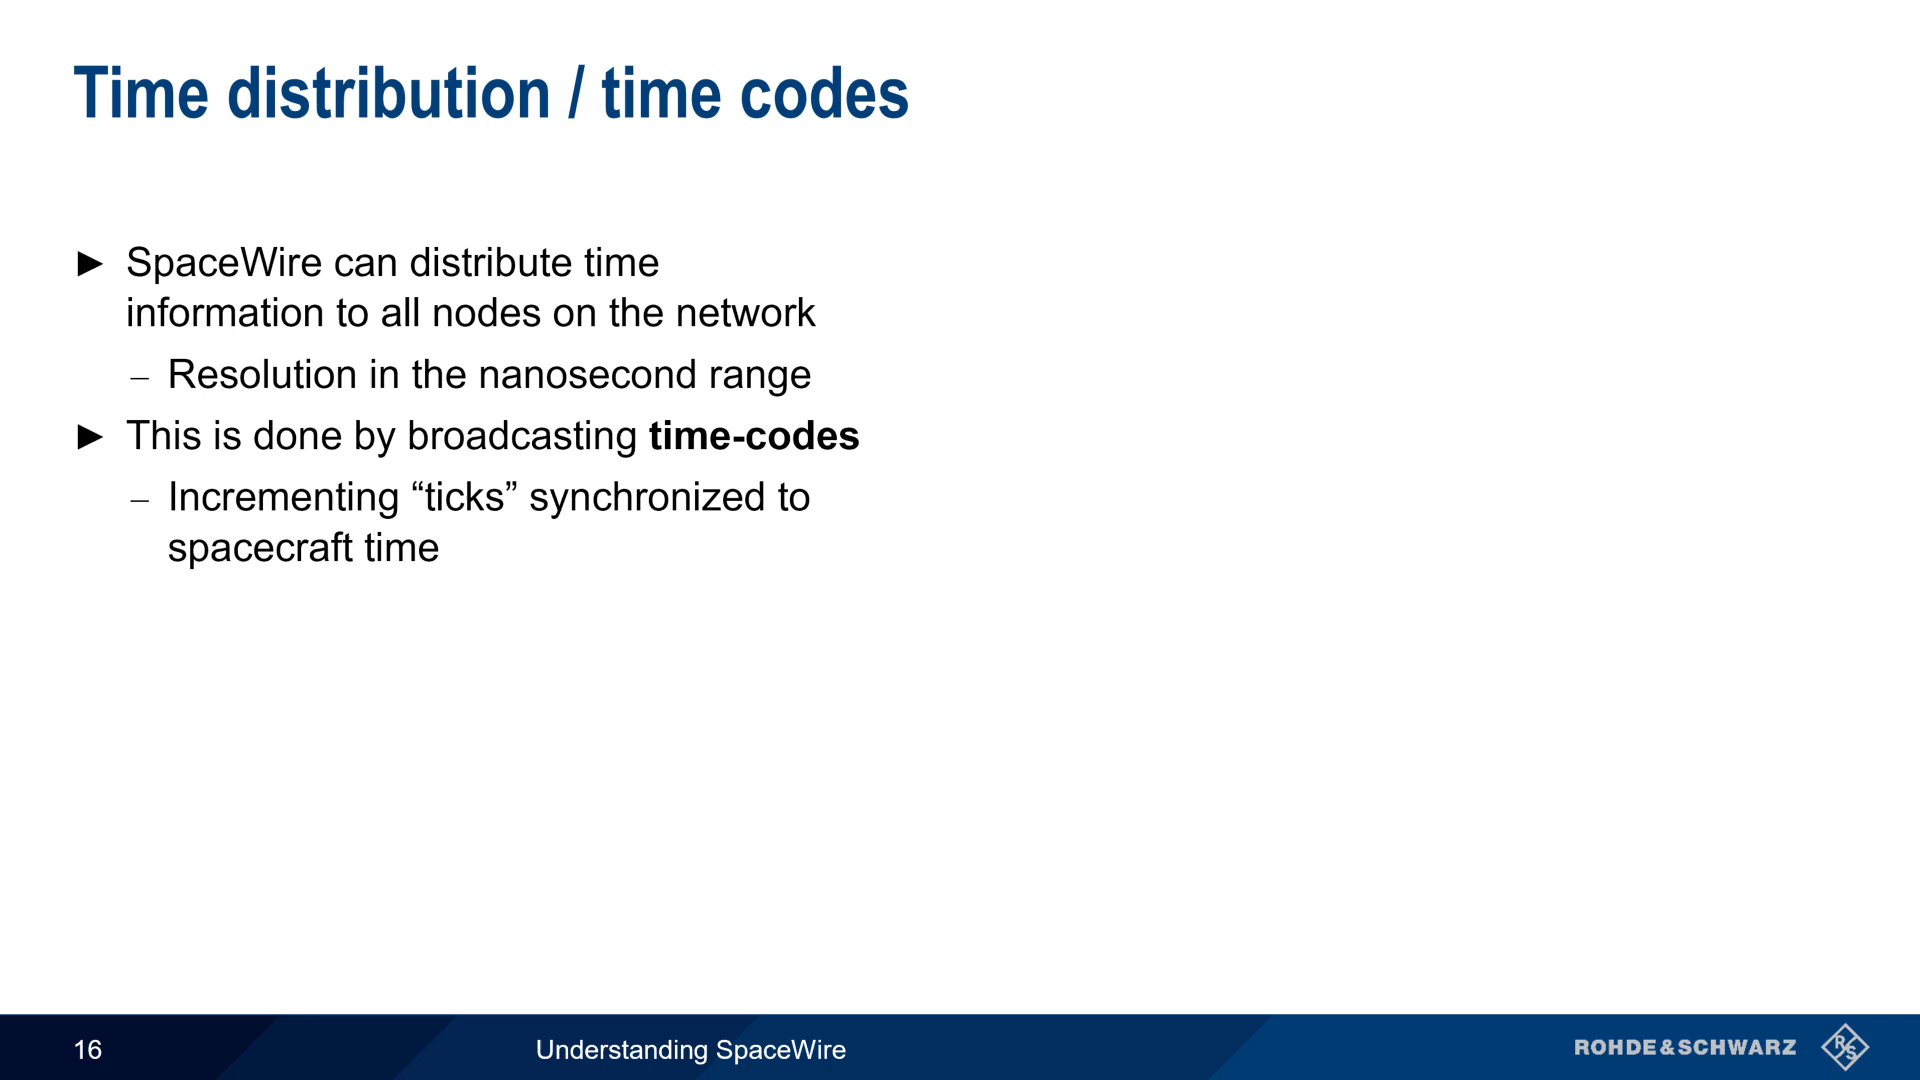 Time distribution / time codes
► SpaceWire can distribute time
information to all nodes on the network
– Resolution in the nanosecond range
► This is done by broadcasting time-codes
– Incrementing “ticks” synchronized to
spacecraft time
16
Understanding SpaceWire
ROHDE&SCHWARZ
R&S